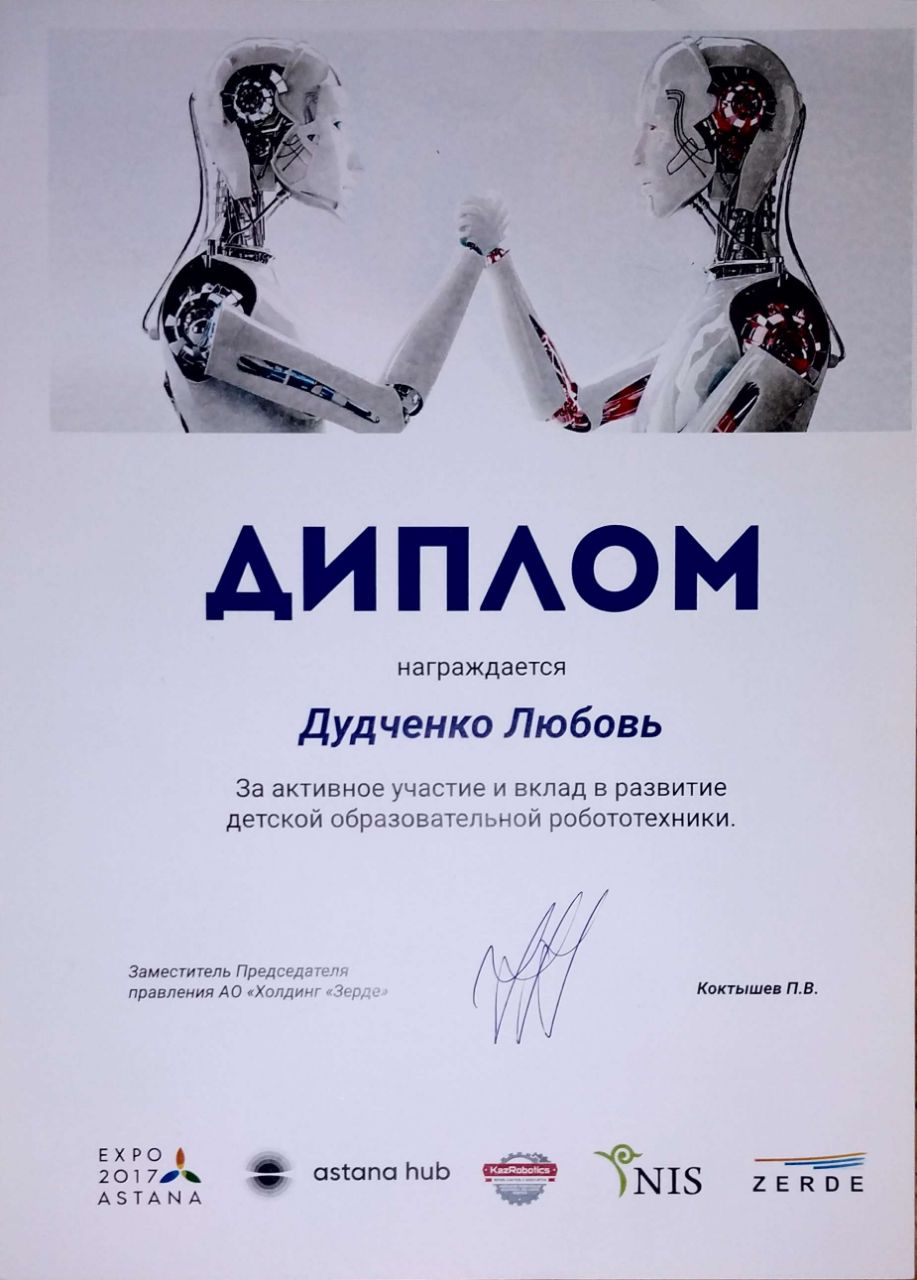 ДИПЛОМ
награждается
Дудченко Любовь
За активное участие и вклад в развитие
детской образовательной робототехники.
Заместитель Председателя
правления АО «Холдинг «Зерде»
Коктышев П.В.
EXPO
2017
ASTANA
astana hub
KazRobotics
NIS
ZERDE